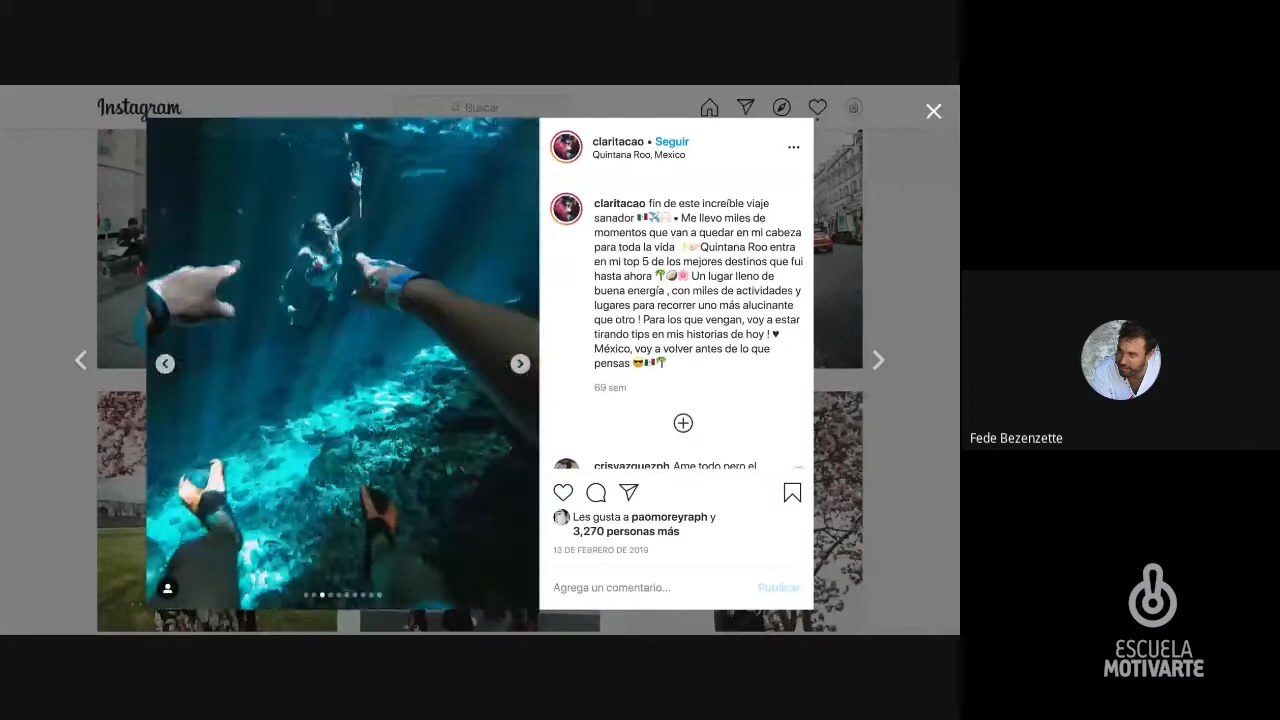 Instagram
Buscar
claritacao • Seguir
Quintana Roo, Mexico
claritacao fin de este increíble viaje
sanador 🇲🇽✈️🙌🏻 • Me llevo miles de
momentos que van a quedar en mi cabeza
para toda la vida ✨Quintana Roo entra
en mi top 5 de los mejores destinos que fui
hasta ahora 🌴🥥🌸 Un lugar lleno de
buena energía , con miles de actividades y
lugares para recorrer uno más alucinante
que otro ! Para los que vengan, voy a estar
tirando tips en mis historias de hoy ! ♥
México, voy a volver antes de lo que
pensas 😎🇲🇽🌴
69 sem
crisvazquezph Ame todo pero el
Les gusta a paomoreyraph y
3,270 personas más
13 DE FEBRERO DE 2019
Agrega un comentario...
Publicar
Fede Bezenzette
ESCUELA
MOTIVARTE